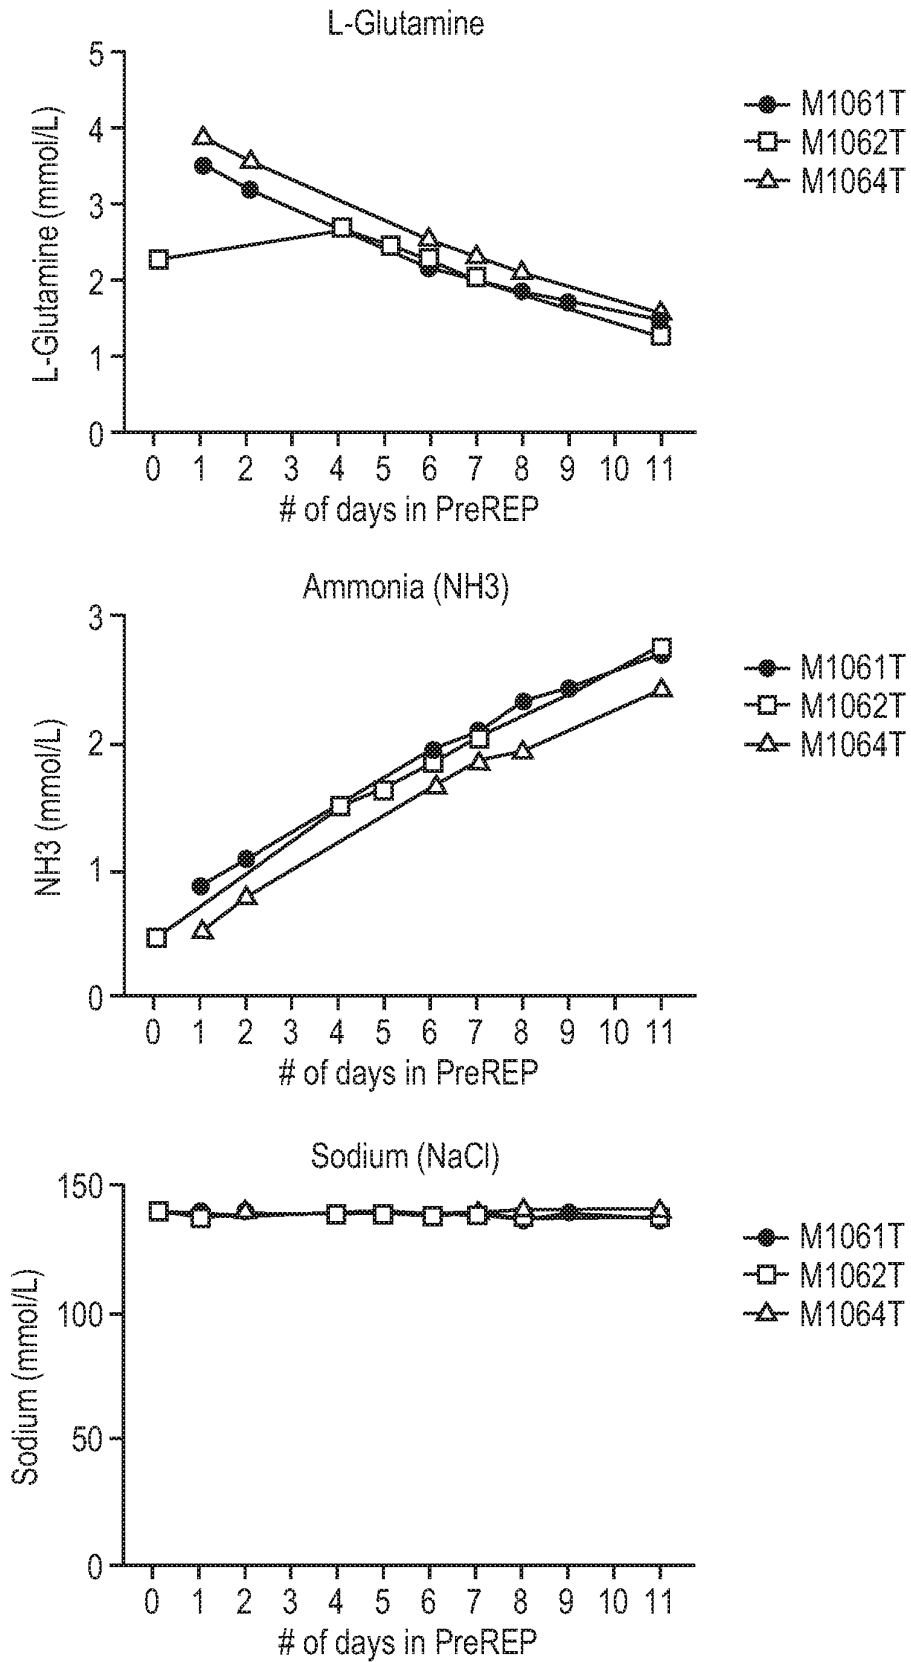 L-Glutamine
5
4
3
2
1
0
L-Glutamine (mmol/L)
0 1 2 3 4 5 6 7 8 9 10 11
# of days in PreREP
M1061T
M1062T
M1064T
Ammonia (NH3)
3
2
1
0
NH3 (mmol/L)
0 1 2 3 4 5 6 7 8 9 10 11
# of days in PreREP
M1061T
M1062T
M1064T
Sodium (NaCl)
150
100
50
0
Sodium (mmol/L)
0 1 2 3 4 5 6 7 8 9 10 11
# of days in PreREP
M1061T
M1062T
M1064T